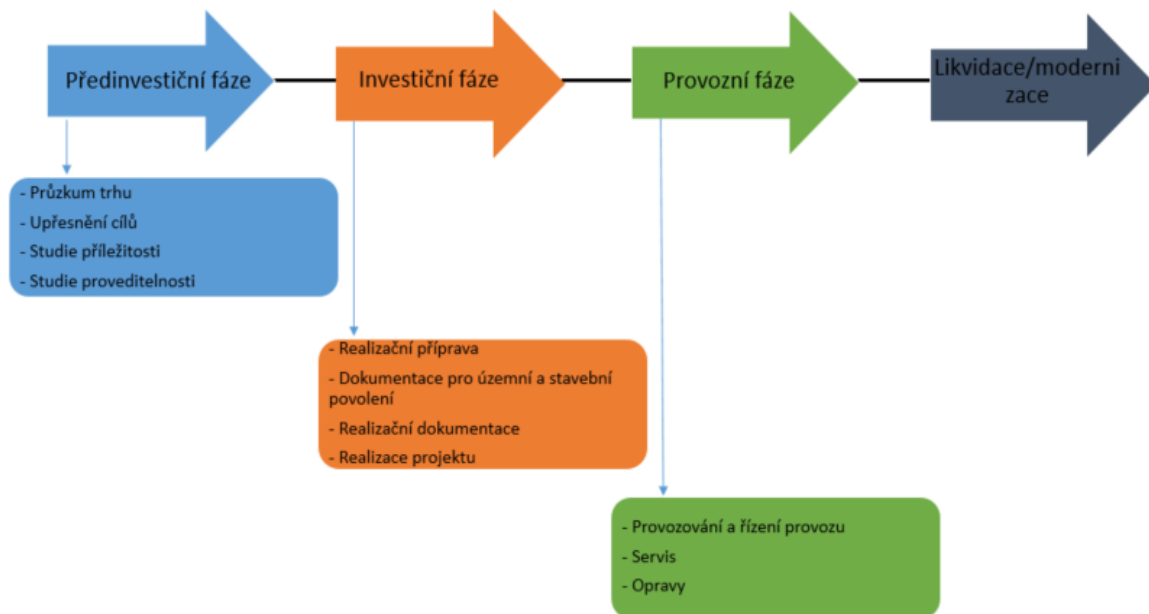 Předinvestiční fáze
Investiční fáze
Provozní fáze
Likvidace/moderni
zace
- Průzkum trhu
- Upřesnění cílů
- Studie příležitosti
- Studie proveditelnosti
- Realizační příprava
- Dokumentace pro územní a stavební
povolení
- Realizační dokumentace
- Realizace projektu
- Provozování a řízení provozu
- Servis
- Opravy